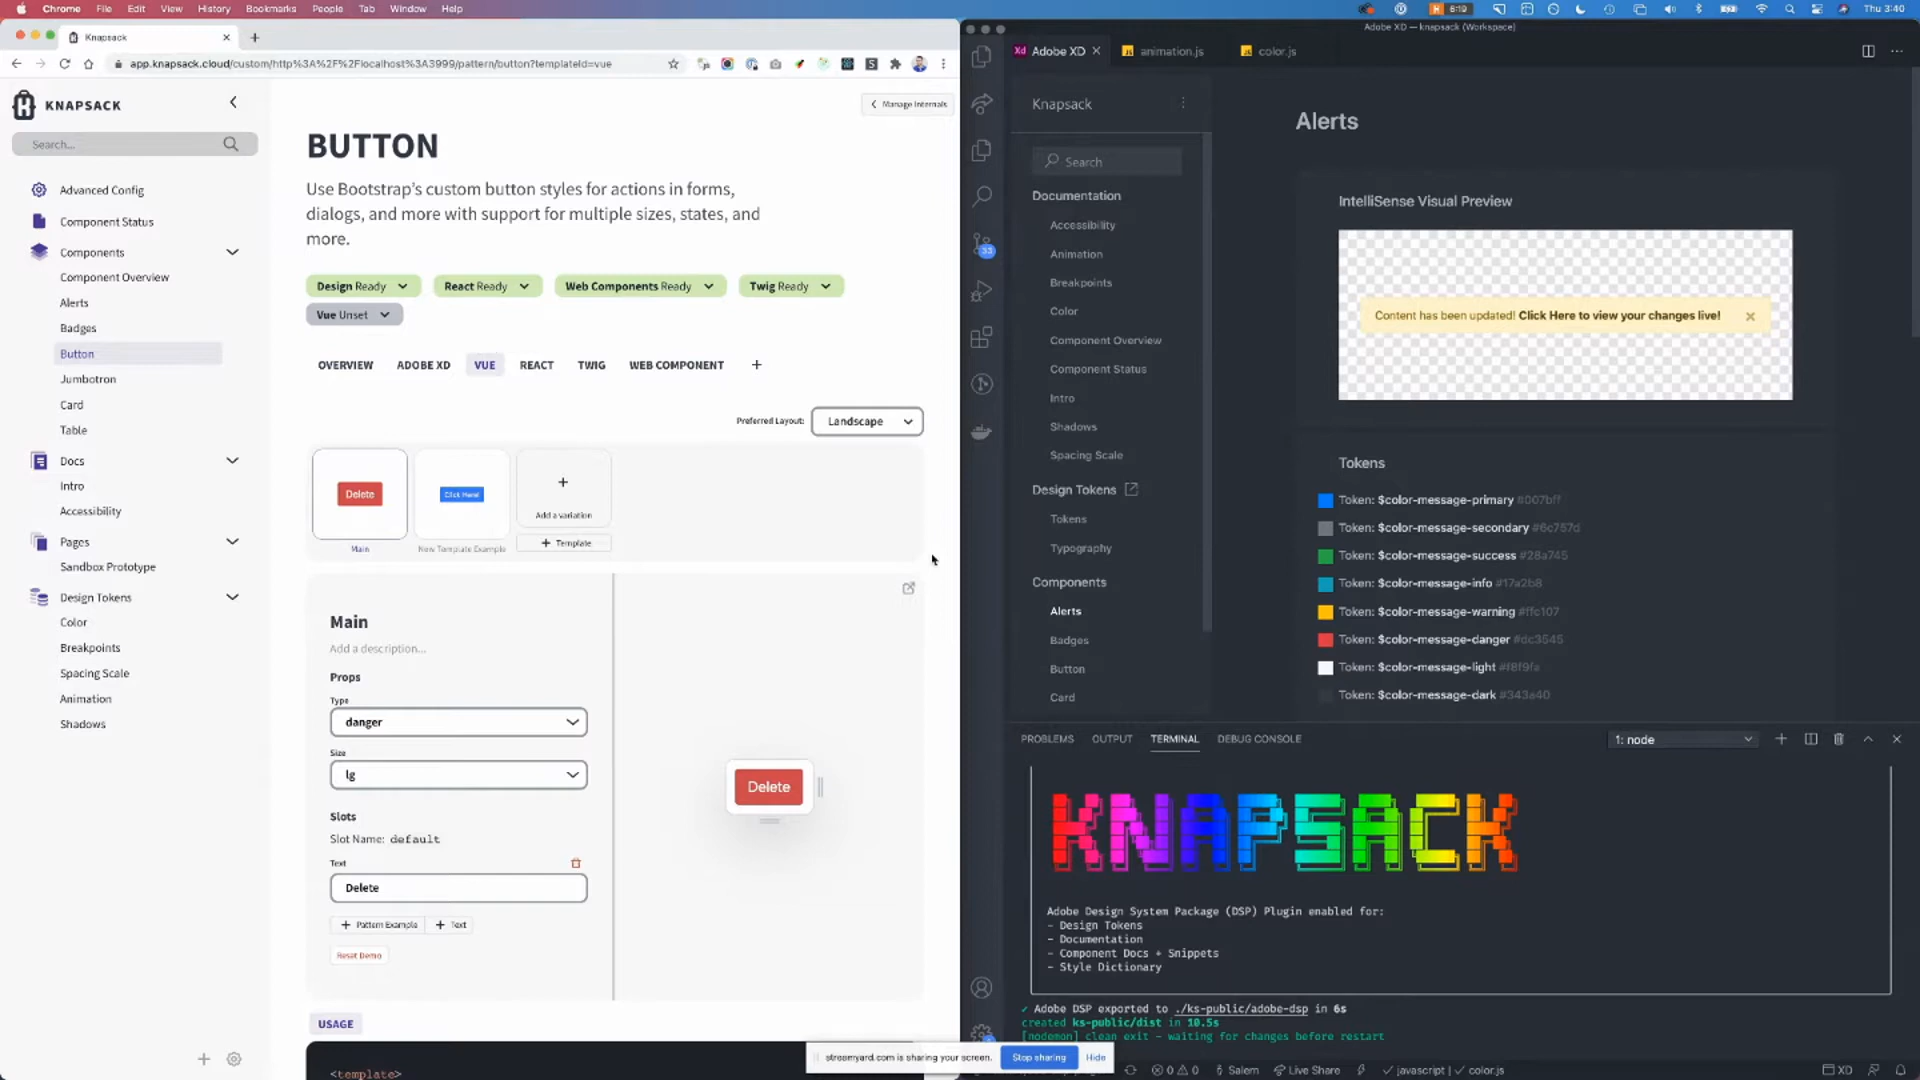 Chrome File Edit View History Bookmarks People Tab Window Help
8:19
Thu 3:40
Knapsack
app.knapsack.cloud/custom/http%3A%2F%2Flocalhost%3A3999/pattern/button?templateId=vue
KNAPSACK
Search...
Advanced Config
Component Status
Components
Component Overview
Alerts
Badges
Button
Jumbotron
Card
Table
Docs
Intro
Accessibility
Pages
Sandbox Prototype
Design Tokens
Color
Breakpoints
Spacing Scale
Animation
Shadows
Manage Internals
BUTTON
Use Bootstrap's custom button styles for actions in forms,
dialogs, and more with support for multiple sizes, states, and
more.
Design Ready
React Ready
Web Components Ready
Twig Ready
Vue Unset
OVERVIEW
ADOBE XD
VUE
REACT
TWIG
WEB COMPONENT
+
Preferred Layout:
Landscape
Delete
Click Here!
+
Add a variation
Main
New Template Example
+ Template
Main
Add a description...
Props
Type
danger
Size
lg
Slots
Slot Name: default
Text
Delete
+ Pattern Example
+ Text
Reset Demo
Delete
USAGE
<template>
streamyard.com is sharing your screen.
Stop sharing
Hide
Adobe XD — knapsack (Workspace)
Xd Adobe XD
JS animation.js
JS color.js
33
Knapsack
Search
Documentation
Accessibility
Animation
Breakpoints
Color
Component Overview
Component Status
Intro
Shadows
Spacing Scale
Design Tokens
Tokens
Typography
Components
Alerts
Badges
Button
Card
Alerts
IntelliSense Visual Preview
Content has been updated! Click Here to view your changes live!
Tokens
Token: $color-message-primary #007bff
Token: $color-message-secondary #6c757d
Token: $color-message-success #28a745
Token: $color-message-info #17a2b8
Token: $color-message-warning #ffc107
Token: $color-message-danger #dc3545
Token: $color-message-light #f8f9fa
Token: $color-message-dark #343a40
PROBLEMS
OUTPUT
TERMINAL
DEBUG CONSOLE
1: node
KNAPSACK
Adobe Design System Package (DSP) Plugin enabled for:
- Design Tokens
- Documentation
- Component Docs + Snippets
- Style Dictionary
✓ Adobe DSP exported to ./ks-public/adobe-dsp in 6s
created ks-public/dist in 10.5s
[nodemon] clean exit - waiting for changes before restart
0 0
Salem
Live Share
javascript | ✓ color.js
XD